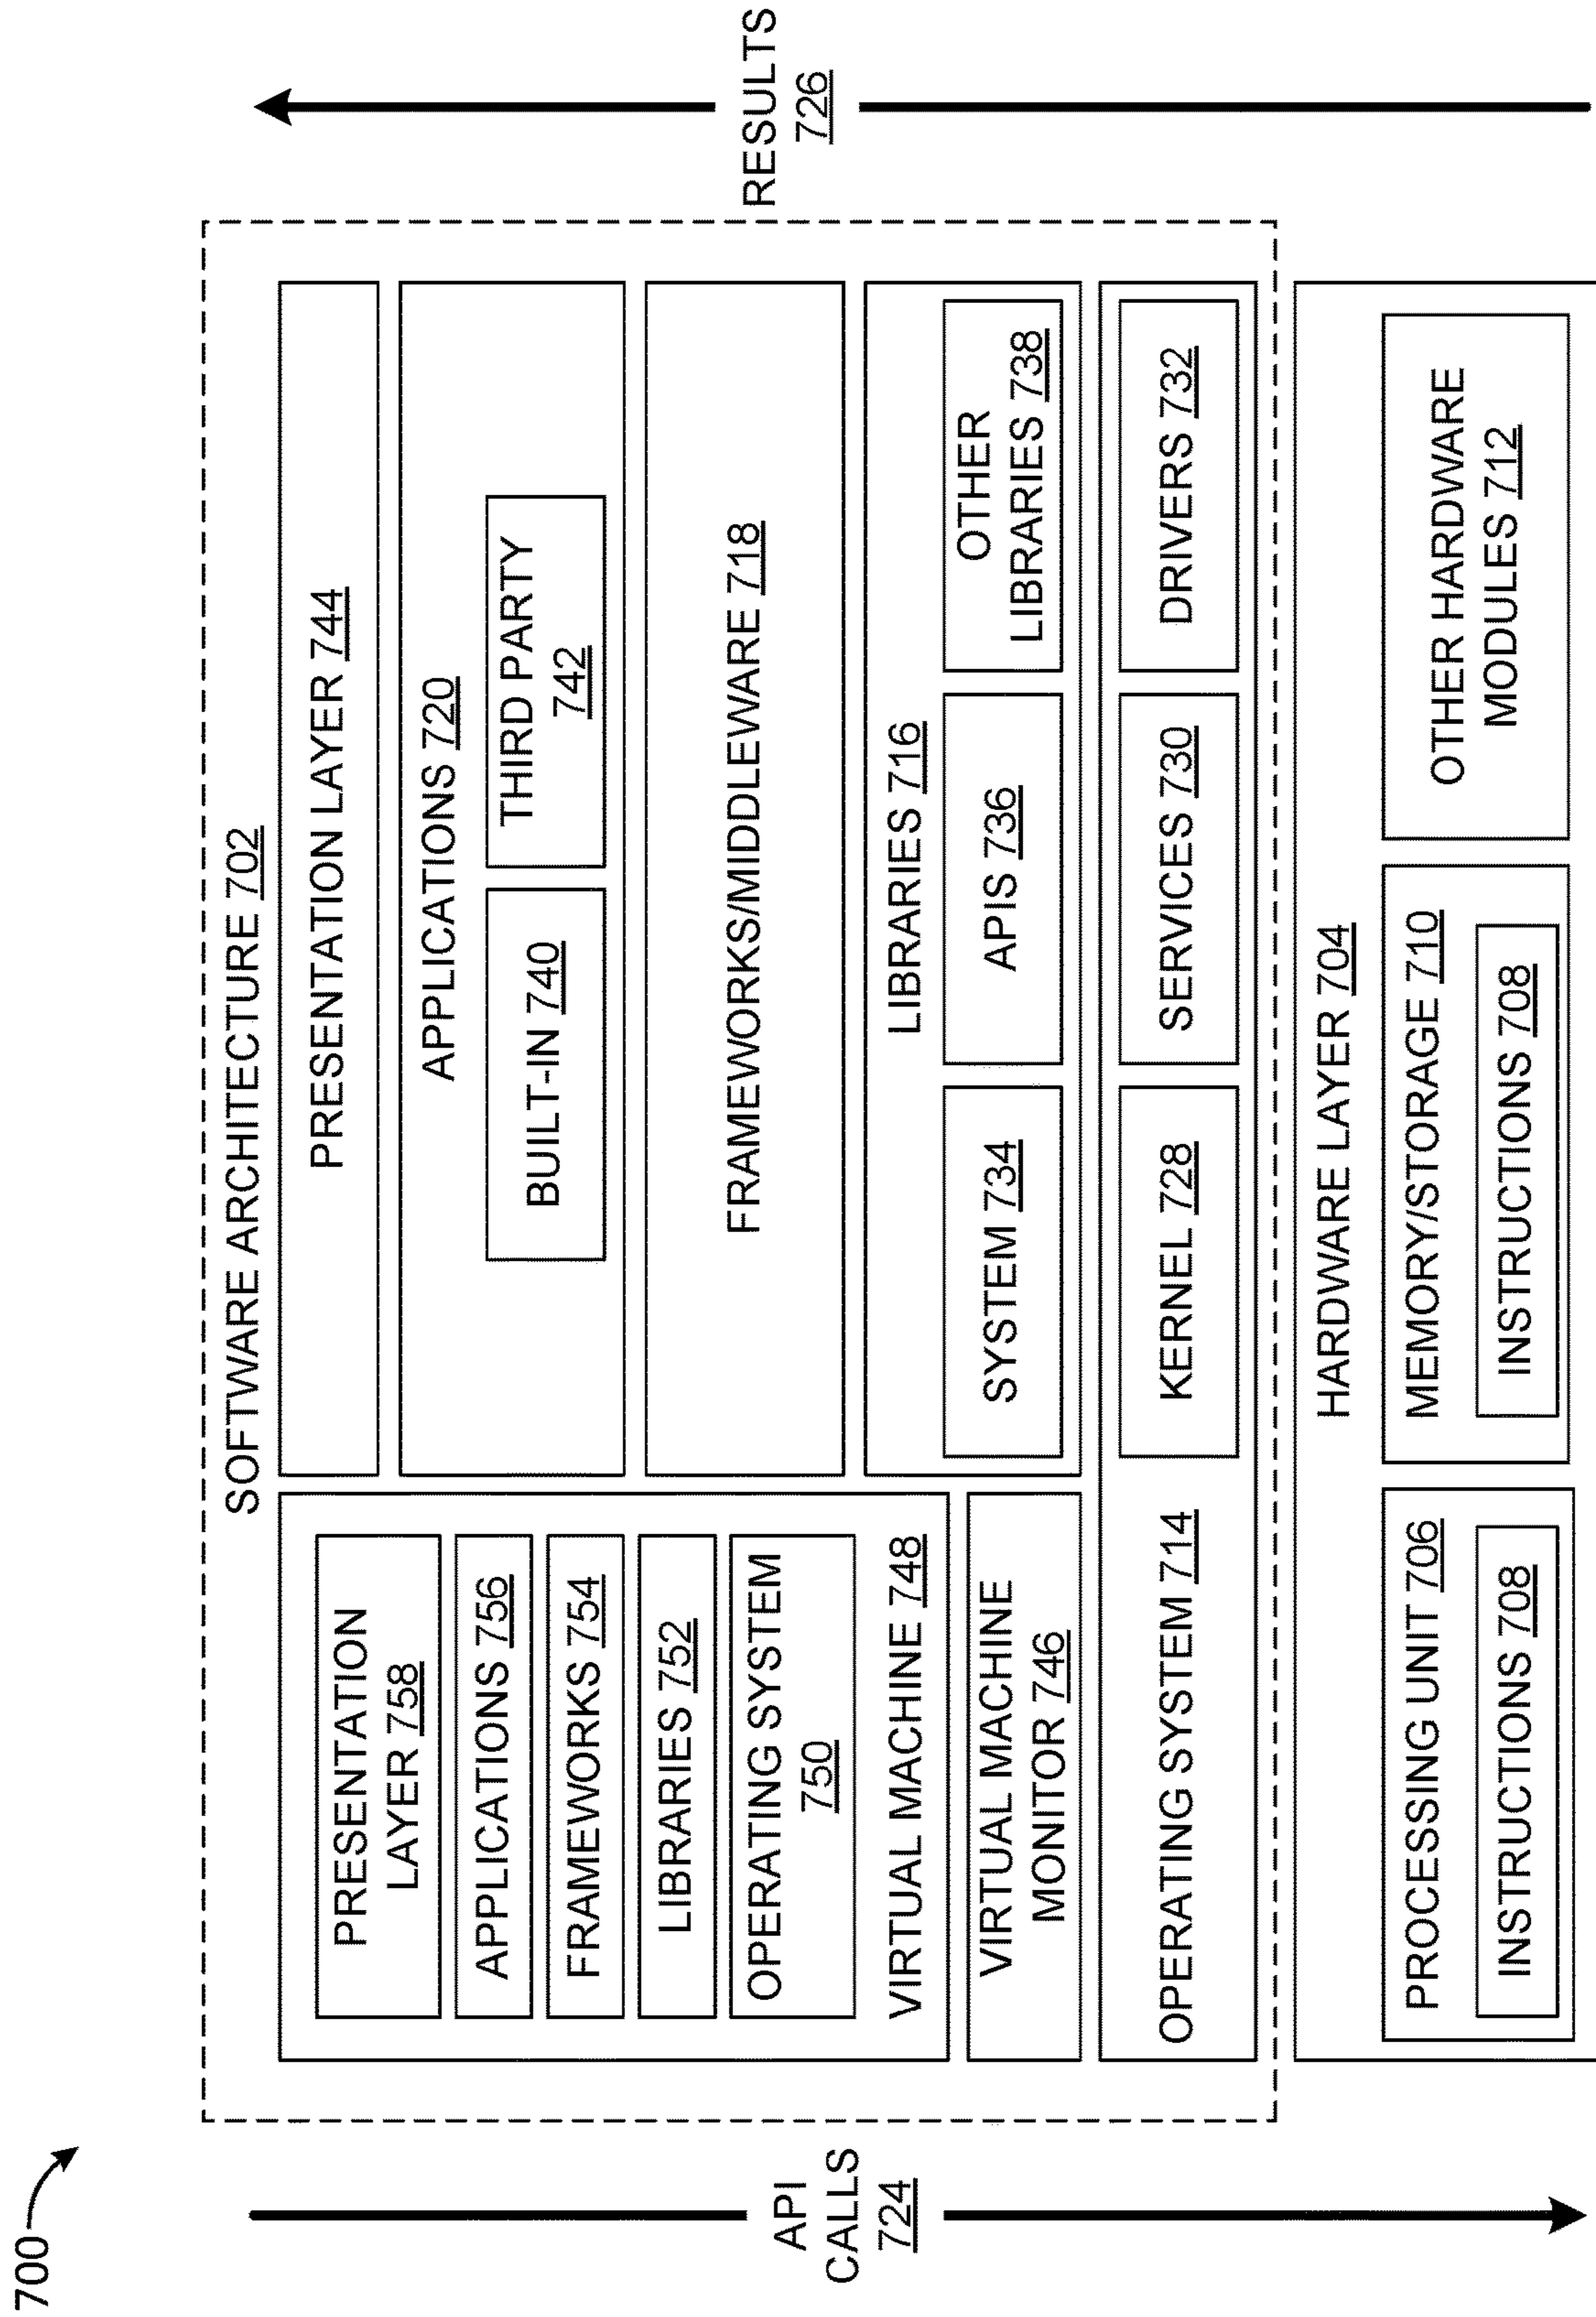 700
SOFTWARE ARCHITECTURE 702
PRESENTATION
LAYER 758
APPLICATIONS 756
FRAMEWORKS 754
LIBRARIES 752
OPERATING SYSTEM
750
VIRTUAL MACHINE 748
VIRTUAL MACHINE
MONITOR 746
PRESENTATION LAYER 744
APPLICATIONS 720
BUILT-IN 740
THIRD PARTY
742
FRAMEWORKS/MIDDLEWARE 718
LIBRARIES 716
SYSTEM 734
APIS 736
OTHER
LIBRARIES 738
OPERATING SYSTEM 714
KERNEL 728
SERVICES 730
DRIVERS 732
API
CALLS
724
RESULTS
726
HARDWARE LAYER 704
PROCESSING UNIT 706
INSTRUCTIONS 708
MEMORY/STORAGE 710
INSTRUCTIONS 708
OTHER HARDWARE
MODULES 712